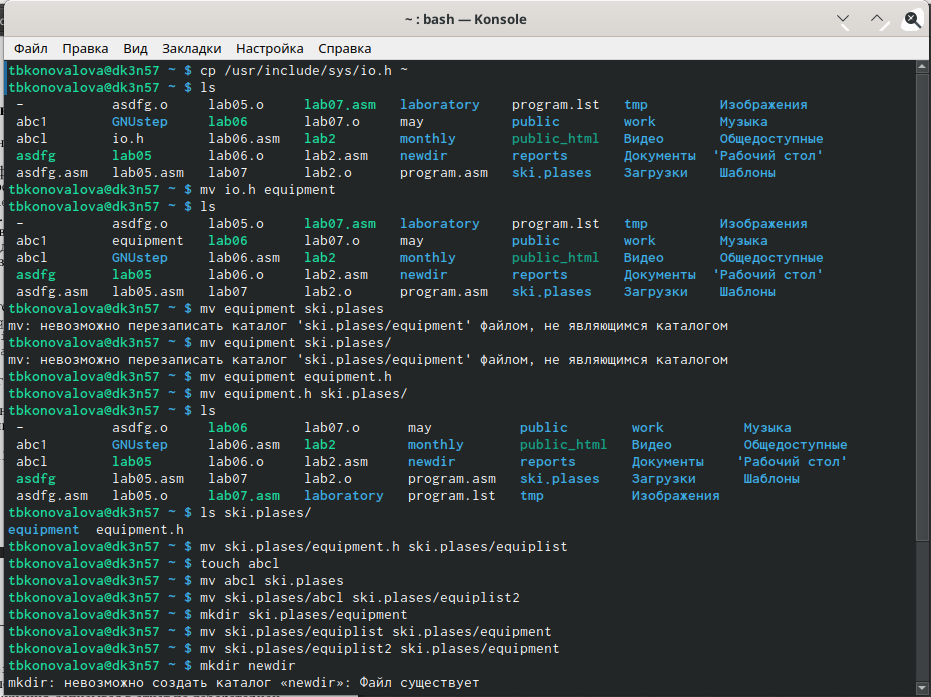 ~ : bash — Konsole
Файл Правка Вид Закладки Настройка Справка
tbkonovalova@dk3n57 ~ $ cp /usr/include/sys/io.h ~
tbkonovalova@dk3n57 ~ $ ls
- asdfg.o lab05.o lab07.asm laboratory program.lst tmp Изображения
abc1 GNUstep lab06 lab07.o may public work Музыка
abcl io.h lab06.asm lab2 monthly public_html Видео Общедоступные
asdfg lab05 lab06.o lab2.asm newdir reports Документы 'Рабочий стол'
asdfg.asm lab05.asm lab07 lab2.o program.asm ski.plases Загрузки Шаблоны
tbkonovalova@dk3n57 ~ $ mv io.h equipment
tbkonovalova@dk3n57 ~ $ ls
- asdfg.o lab05.o lab07.asm laboratory program.lst tmp Изображения
abc1 equipment lab06 lab07.o may public work Музыка
abcl GNUstep lab06.asm lab2 monthly public_html Видео Общедоступные
asdfg lab05 lab06.o lab2.asm newdir reports Документы 'Рабочий стол'
asdfg.asm lab05.asm lab07 lab2.o program.asm ski.plases Загрузки Шаблоны
tbkonovalova@dk3n57 ~ $ mv equipment ski.plases
mv: невозможно перезаписать каталог 'ski.plases/equipment' файлом, не являющимся каталогом
tbkonovalova@dk3n57 ~ $ mv equipment ski.plases/
mv: невозможно перезаписать каталог 'ski.plases/equipment' файлом, не являющимся каталогом
tbkonovalova@dk3n57 ~ $ mv equipment equipment.h
tbkonovalova@dk3n57 ~ $ mv equipment.h ski.plases/
tbkonovalova@dk3n57 ~ $ ls
- asdfg.o lab06 lab07.o may public work Музыка
abc1 GNUstep lab06.asm lab2 monthly public_html Видео Общедоступные
abcl lab05 lab06.o lab2.asm newdir reports Документы 'Рабочий стол'
asdfg lab05.asm lab07 lab2.o program.asm ski.plases Загрузки Шаблоны
asdfg.asm lab05.o lab07.asm laboratory program.lst tmp Изображения
tbkonovalova@dk3n57 ~ $ ls ski.plases/
equipment equipment.h
tbkonovalova@dk3n57 ~ $ mv ski.plases/equipment.h ski.plases/equiplist
tbkonovalova@dk3n57 ~ $ touch abcl
tbkonovalova@dk3n57 ~ $ mv abcl ski.plases
tbkonovalova@dk3n57 ~ $ mv ski.plases/abcl ski.plases/equiplist2
tbkonovalova@dk3n57 ~ $ mkdir ski.plases/equipment
tbkonovalova@dk3n57 ~ $ mv ski.plases/equiplist ski.plases/equipment
tbkonovalova@dk3n57 ~ $ mv ski.plases/equiplist2 ski.plases/equipment
tbkonovalova@dk3n57 ~ $ mkdir newdir
mkdir: невозможно создать каталог «newdir»: Файл существует